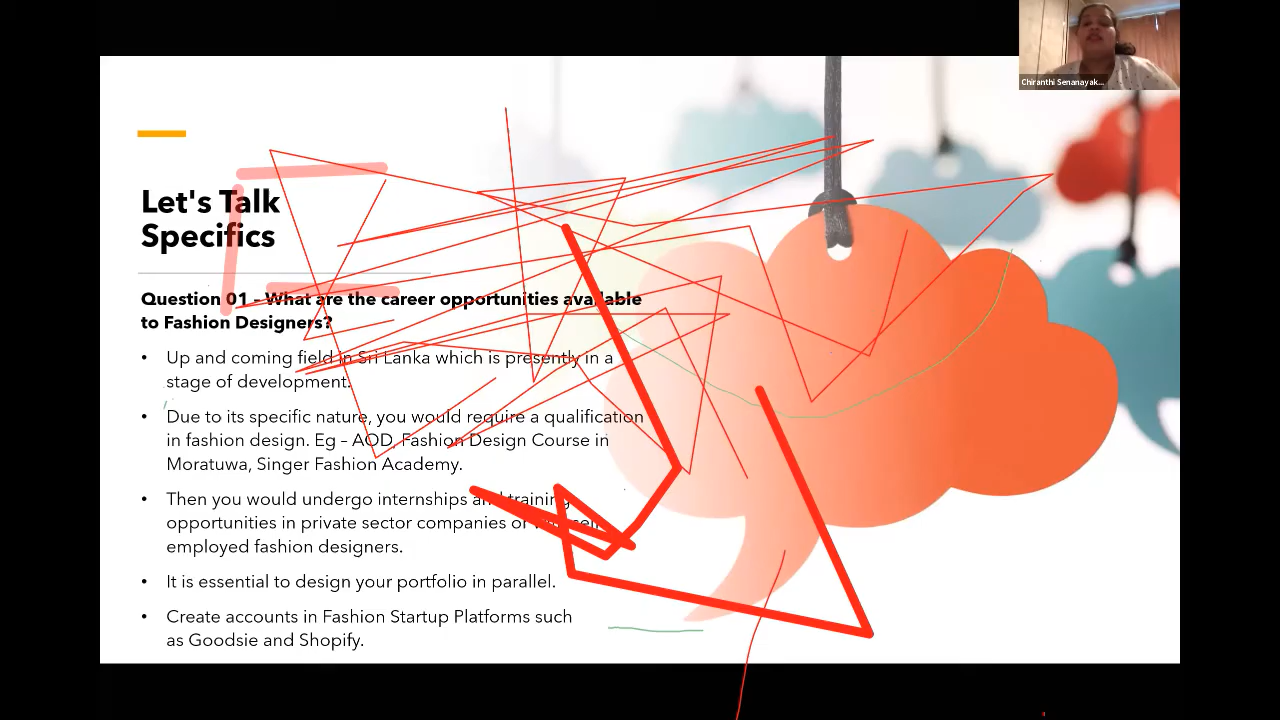 Chiranthi Senanayak...
Let's Talk
Specifics
Question 01 – What are the career opportunities available
to Fashion Designers?
• Up and coming field in Sri Lanka which is presently in a
stage of development.
• Due to its specific nature, you would require a qualification
in fashion design. Eg – AOD, Fashion Design Course in
Moratuwa, Singer Fashion Academy.
• Then you would undergo internships and training
opportunities in private sector companies or
employed fashion designers.
• It is essential to design your portfolio in parallel.
• Create accounts in Fashion Startup Platforms such
as Goodsie and Shopify.